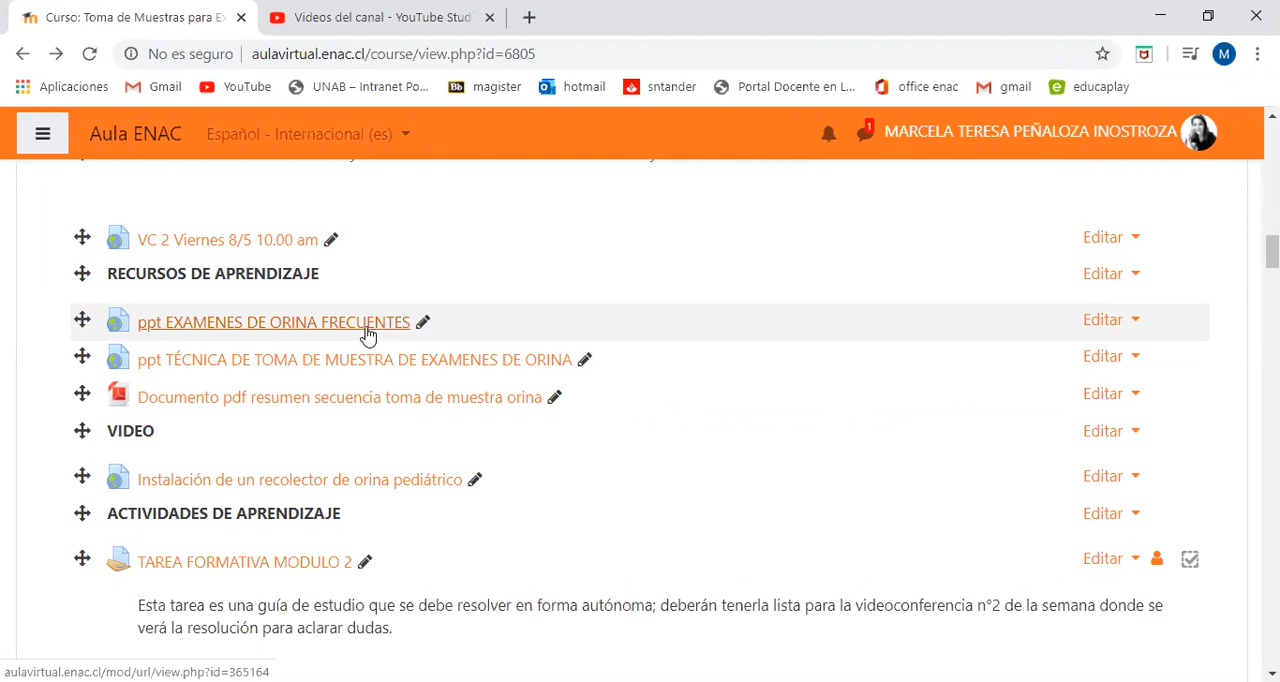 Curso: Toma de Muestras para Ex
Videos del canal - YouTube Stud
No es seguro
aulavirtual.enac.cl/course/view.php?id=6805
M
Aplicaciones
Gmail
YouTube
UNAB – Intranet Po...
Bb
magister
hotmail
sntander
Portal Docente en L...
office enac
gmail
educaplay
Aula ENAC
Español - Internacional (es)
1
MARCELA TERESA PEÑALOZA INOSTROZA
VC 2 Viernes 8/5 10.00 am
Editar
RECURSOS DE APRENDIZAJE
Editar
ppt EXAMENES DE ORINA FRECUENTES
Editar
ppt TÉCNICA DE TOMA DE MUESTRA DE EXAMENES DE ORINA
Editar
Documento pdf resumen secuencia toma de muestra orina
Editar
VIDEO
Editar
Instalación de un recolector de orina pediátrico
Editar
ACTIVIDADES DE APRENDIZAJE
Editar
TAREA FORMATIVA MODULO 2
Editar
Esta tarea es una guía de estudio que se debe resolver en forma autónoma; deberán tenerla lista para la videoconferencia n°2 de la semana donde se
verá la resolución para aclarar dudas.
aulavirtual.enac.cl/mod/url/view.php?id=365164